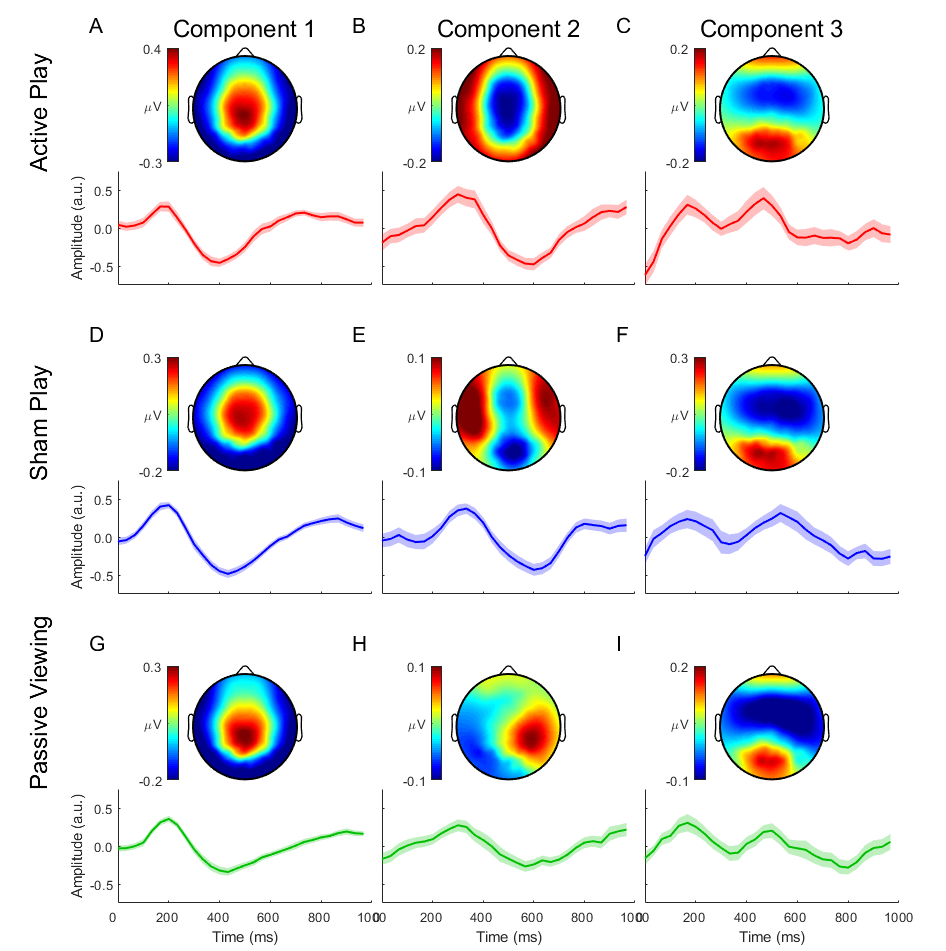 A Component 1 B Component 2 C Component 3
Active Play
0.4 0.2 0.2
μV μV μV
-0.3 -0.2 -0.2
Amplitude (a.u.)
0.5
0.0
-0.5
D E F
Sham Play
0.3 0.1 0.2
μV μV μV
-0.2 -0.1 -0.2
Amplitude (a.u.)
0.5
0.0
-0.5
G H I
Passive Viewing
0.3 0.1 0.2
μV μV μV
-0.2 -0.1 -0.1
Amplitude (a.u.)
0.5
0.0
-0.5
0 200 400 600 800 1000 200 400 600 800 1000 200 400 600 800 1000
Time (ms) Time (ms) Time (ms)